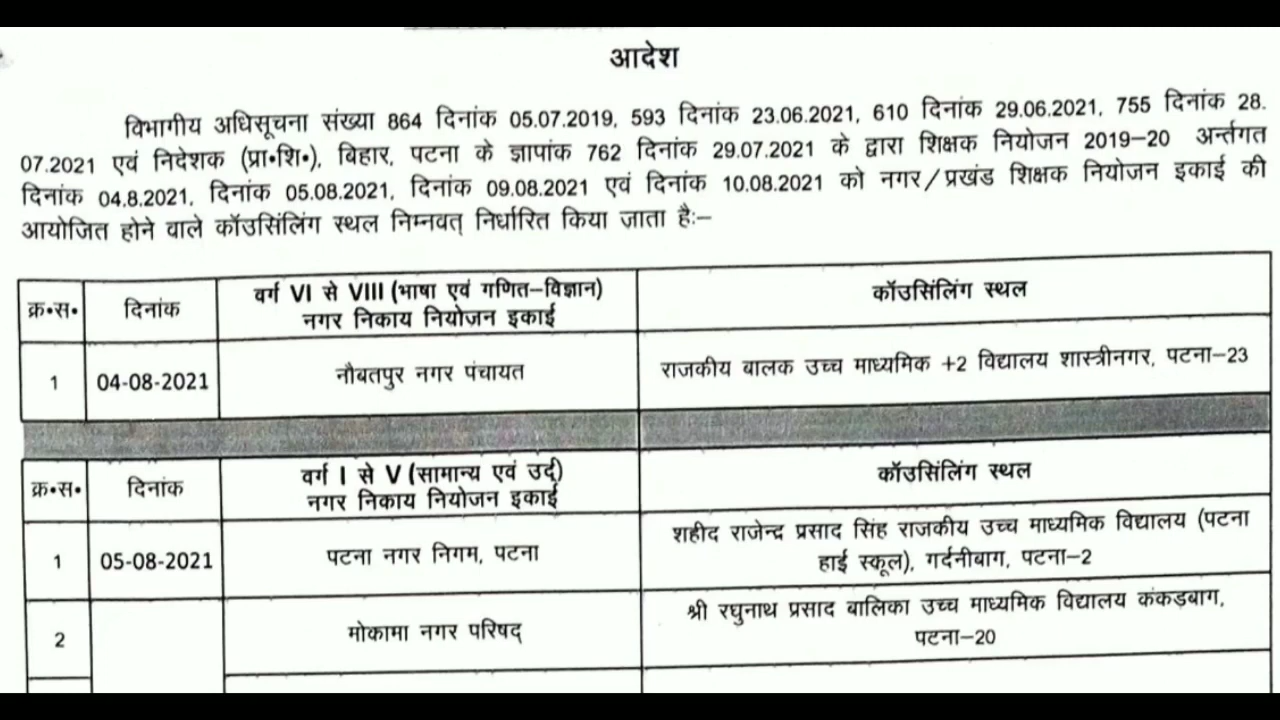 आदेश
विभागीय अधिसूचना संख्या 864 दिनांक 05.07.2019, 593 दिनांक 23.06.2021, 610 दिनांक 29.06.2021, 755 दिनांक 28.
07.2021 एवं निदेशक (प्रा॰शि॰), बिहार, पटना के ज्ञापांक 762 दिनांक 29.07.2021 के द्वारा शिक्षक नियोजन 2019–20 अर्न्तगत
दिनांक 04.8.2021, दिनांक 05.08.2021, दिनांक 09.08.2021 एवं दिनांक 10.08.2021 को नगर/प्रखंड शिक्षक नियोजन इकाई की
आयोजित होने वाले कॉउसिंलिंग स्थल निम्नवत् निर्धारित किया जाता हैः–
क्र॰स॰ दिनांक वर्ग VI से VIII (भाषा एवं गणित–विज्ञान) कॉउसिंलिंग स्थल
नगर निकाय नियोजन इकाई
1 04-08-2021 नौबतपुर नगर पंचायत राजकीय बालक उच्च माध्यमिक +2 विद्यालय शास्त्रीनगर, पटना–23
क्र॰स॰ दिनांक वर्ग I से V (सामान्य एवं उर्दू) कॉउसिंलिंग स्थल
नगर निकाय नियोजन इकाई
1 05-08-2021 पटना नगर निगम, पटना शहीद राजेन्द्र प्रसाद सिंह राजकीय उच्च माध्यमिक विद्यालय (पटना
हाई स्कूल), गर्दनीबाग, पटना–2
2 मोकामा नगर परिषद् श्री रघुनाथ प्रसाद बालिका उच्च माध्यमिक विद्यालय कंकड़बाग,
पटना–20